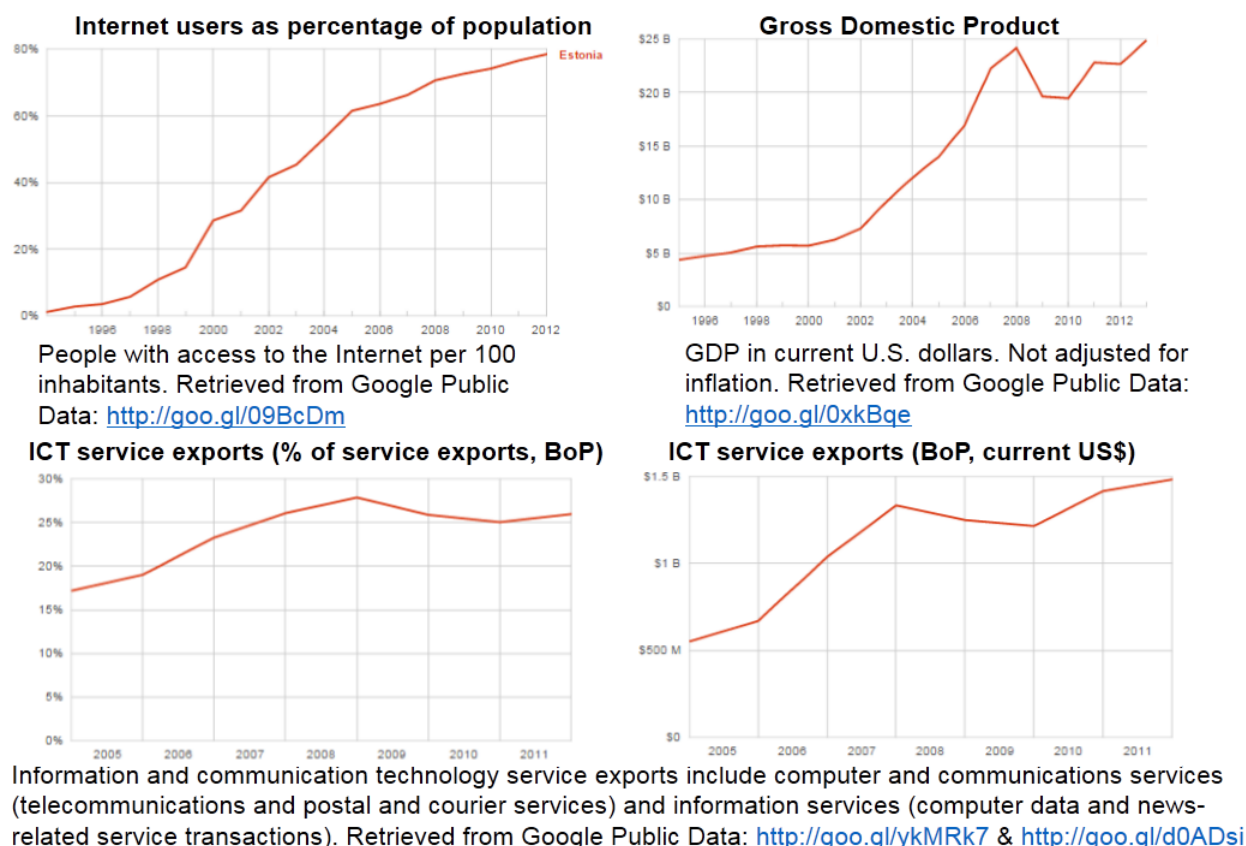 Internet users as percentage of population
80%
60%
40%
20%
0%
Estonia
1996 1998 2000 2002 2004 2006 2008 2010 2012
People with access to the Internet per 100
inhabitants. Retrieved from Google Public
Data: http://goo.gl/09BcDm
Gross Domestic Product
$25 B
$20 B
$15 B
$10 B
$5 B
$0
1996 1998 2000 2002 2004 2006 2008 2010 2012
GDP in current U.S. dollars. Not adjusted for
inflation. Retrieved from Google Public Data:
http://goo.gl/0xkBqe
ICT service exports (% of service exports, BoP)
30%
25%
20%
15%
10%
5%
0%
2005 2006 2007 2008 2009 2010 2011
ICT service exports (BoP, current US$)
$1.5 B
$1 B
$500 M
$0
2005 2006 2007 2008 2009 2010 2011
Information and communication technology service exports include computer and communications services
(telecommunications and postal and courier services) and information services (computer data and news-
related service transactions). Retrieved from Google Public Data: http://goo.gl/ykMRk7 & http://goo.gl/d0ADsi